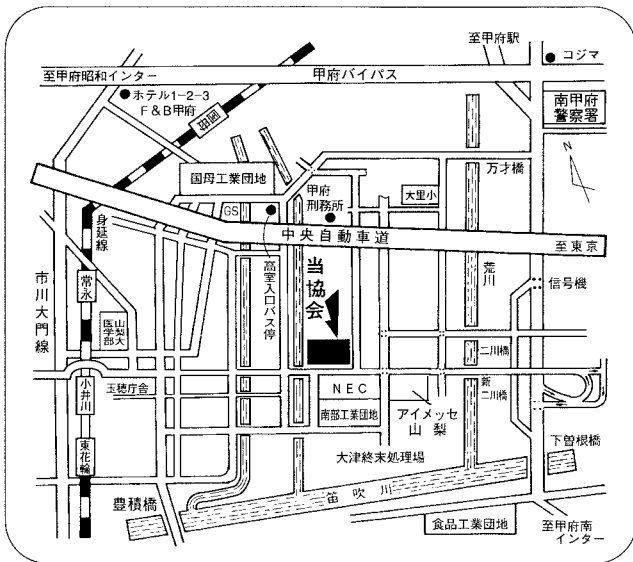 至甲府駅
コジマ
至甲府昭和インター
甲府バイパス
ホテル1-2-3
F&B甲府
国母
南甲府
警察署
N
万才橋
国母工業団地
甲府
刑務所
大里小
GS
中央自動車道
至東京
身延線
高室入口バス停
荒川
信号機
市川大門線
常永
当協会
山梨大
医学部
二川橋
小井川
玉穂庁舎
NEC
南部工業団地
アイメッセ
山梨
新
二川橋
東花輪
大津終末処理場
下曽根橋
豊積橋
笛吹川
食品工業団地
至甲府南
インター